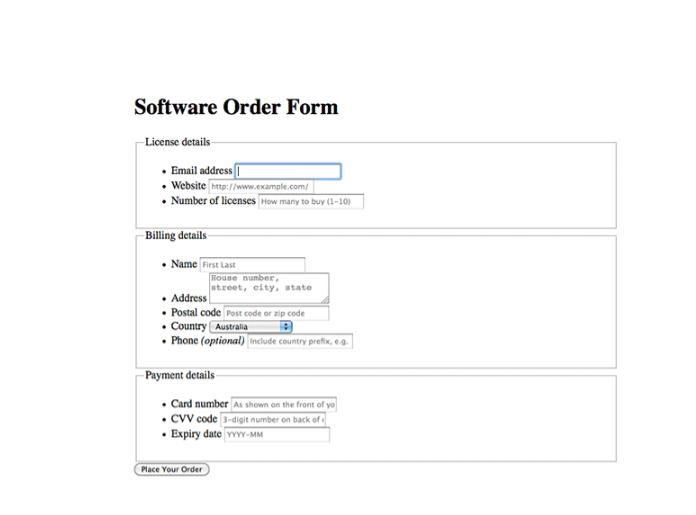 Software Order Form
License details
• Email address
• Website http://www.example.com/
• Number of licenses How many to buy (1-10)
Billing details
• Name First Last
House number,
street, city, state
• Address
• Postal code Post code or zip code
• Country Australia
• Phone (optional) Include country prefix, e.g.
Payment details
• Card number As shown on the front of yo
• CVV code 3-digit number on back of
• Expiry date YYYY-MM
Place Your Order